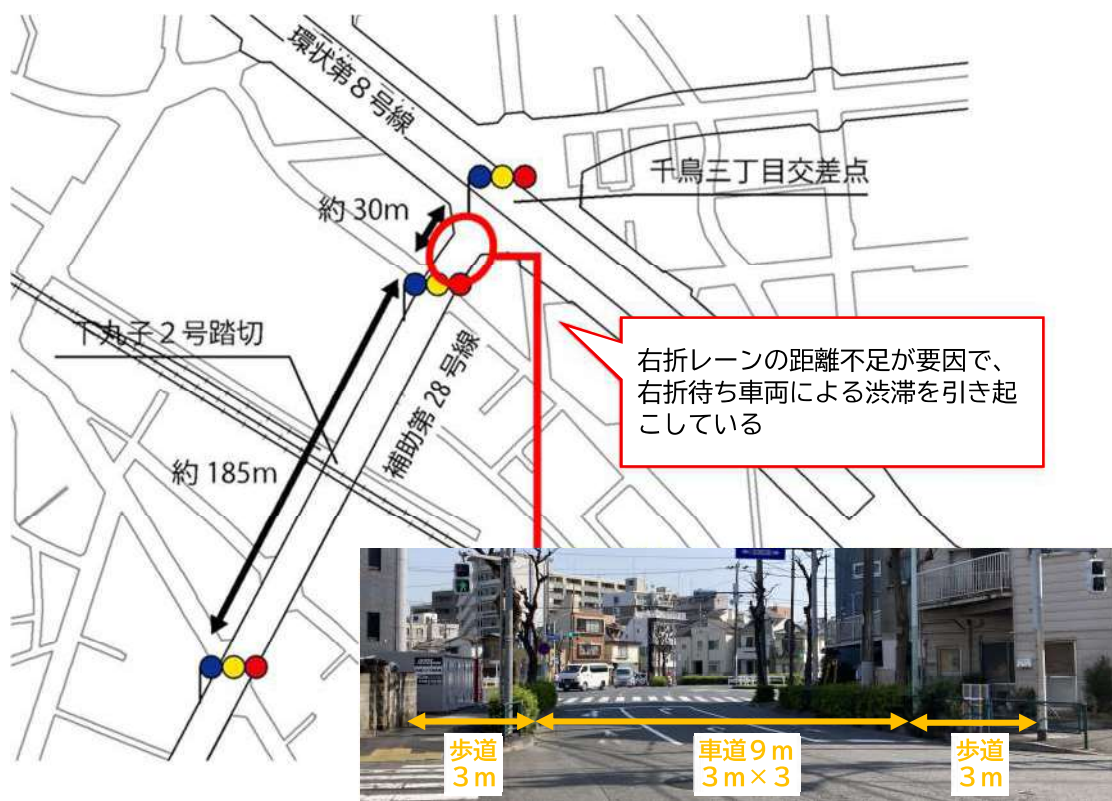 環状第8号線
千鳥三丁目交差点
約30m
下丸子2号踏切
補助第28号線
約185m
右折レーンの距離不足が要因で、
右折待ち車両による渋滞を引き起
こしている
歩道
3m
車道9m
3m×3
歩道
3m